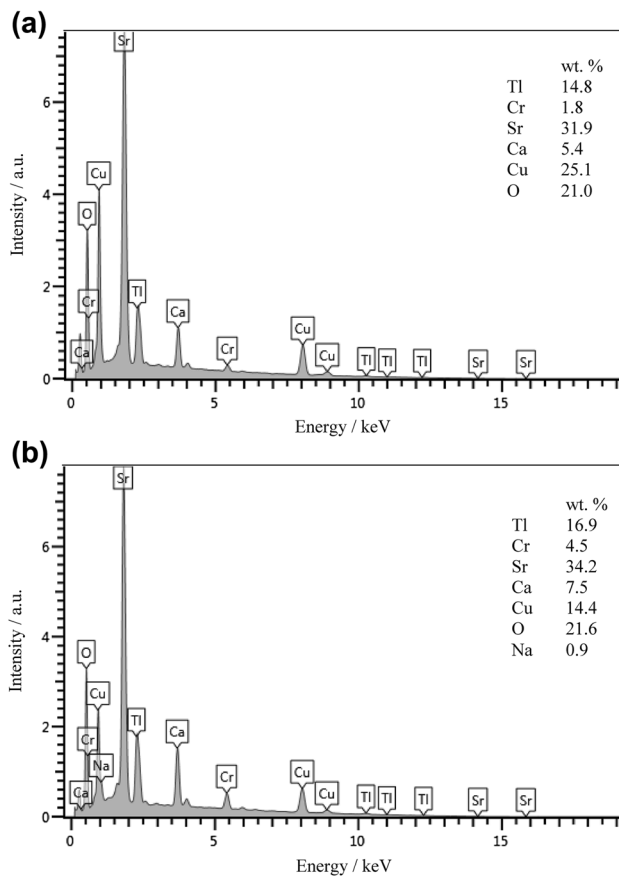 (a)
Sr
wt. %
Tl 14.8
Cr 1.8
Sr 31.9
Ca 5.4
Cu 25.1
O 21.0
6
Cu
4
O
2
Cr
Tl
Ca
Ca
Cr
Cu
Cu
Tl Tl Tl Sr Sr
0
0 5 10 15
Intensity / a.u.
Energy / keV
(b)
Sr
wt. %
Tl 16.9
Cr 4.5
Sr 34.2
Ca 7.5
Cu 14.4
O 21.6
Na 0.9
6
4
O
Cu
2
Cr
Na
Tl
Ca
Ca
Cr
Cu
Cu
Tl Tl Tl Sr Sr
0
0 5 10 15
Intensity / a.u.
Energy / keV